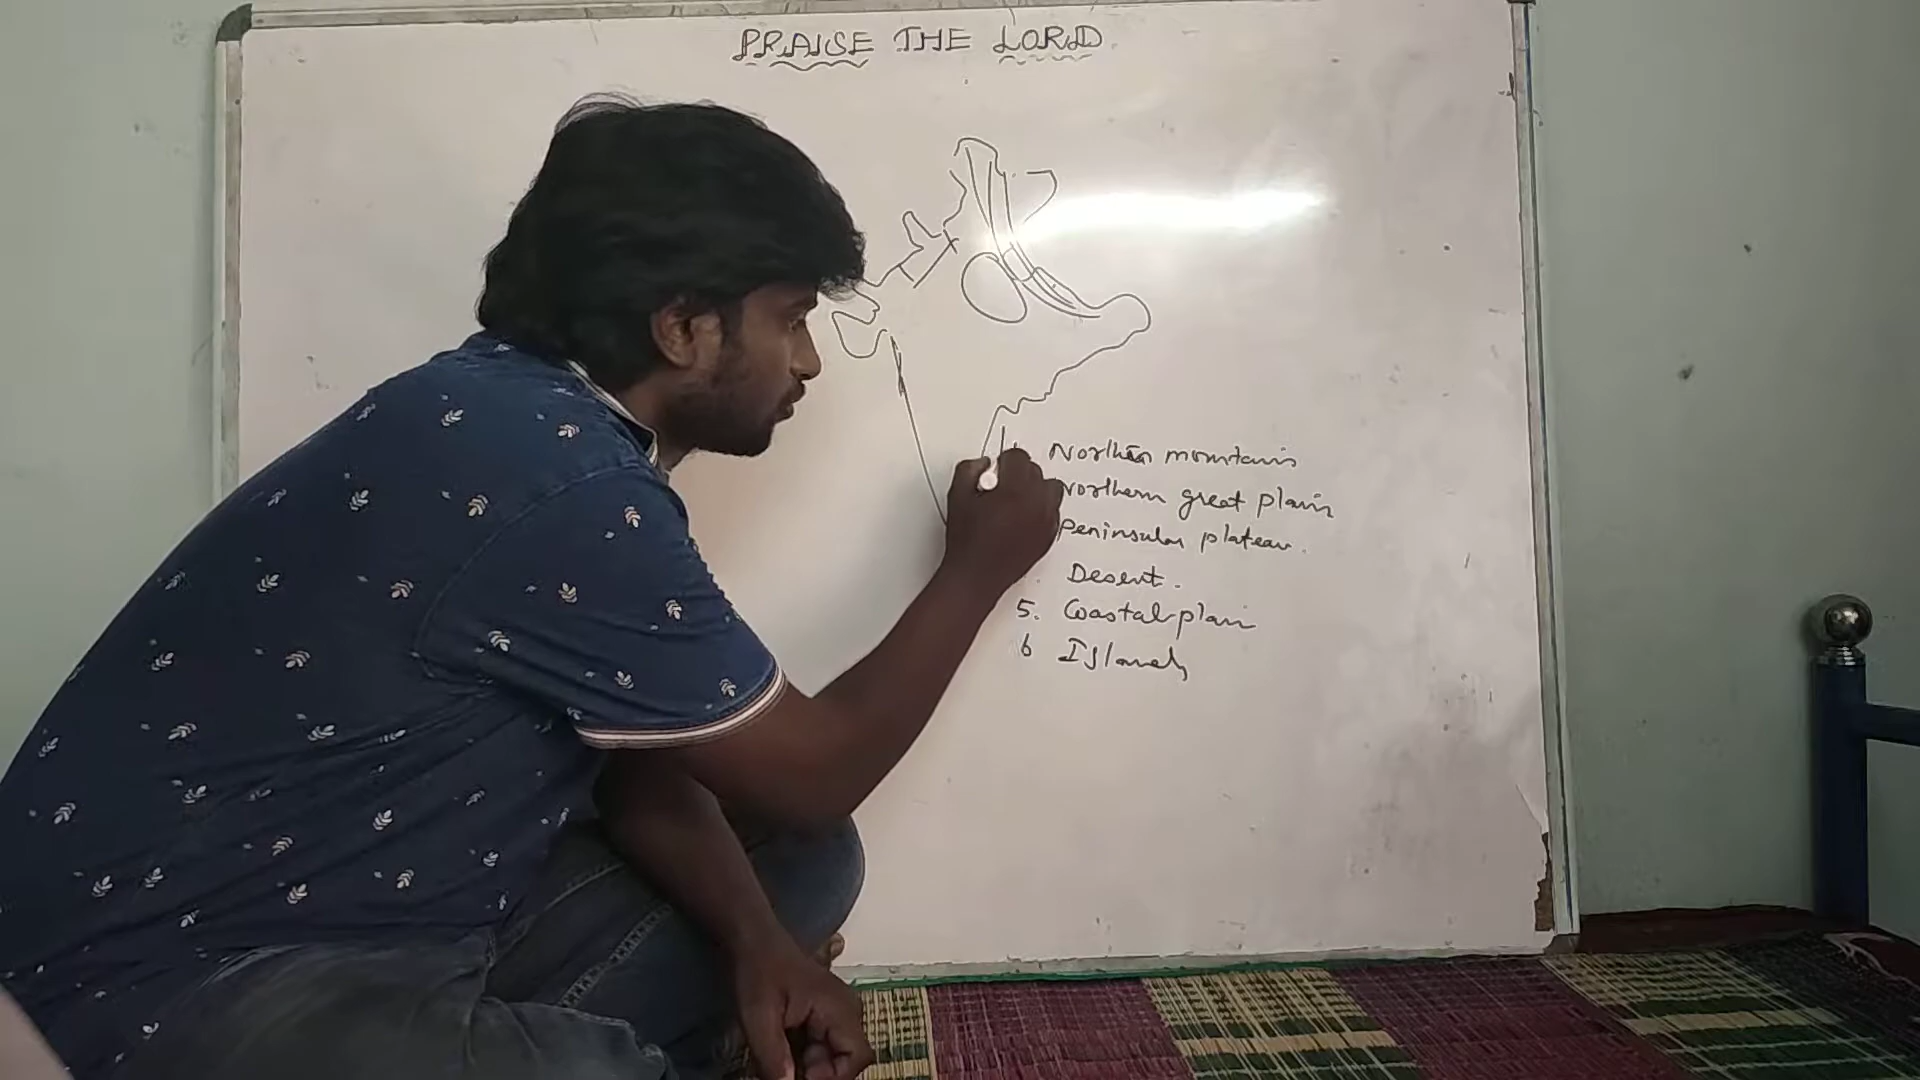 PRAISE THE LORD
Northern mountains
Northern great plain
Peninsular plateau.
Desert.
5. Coastal plain
6 Islands